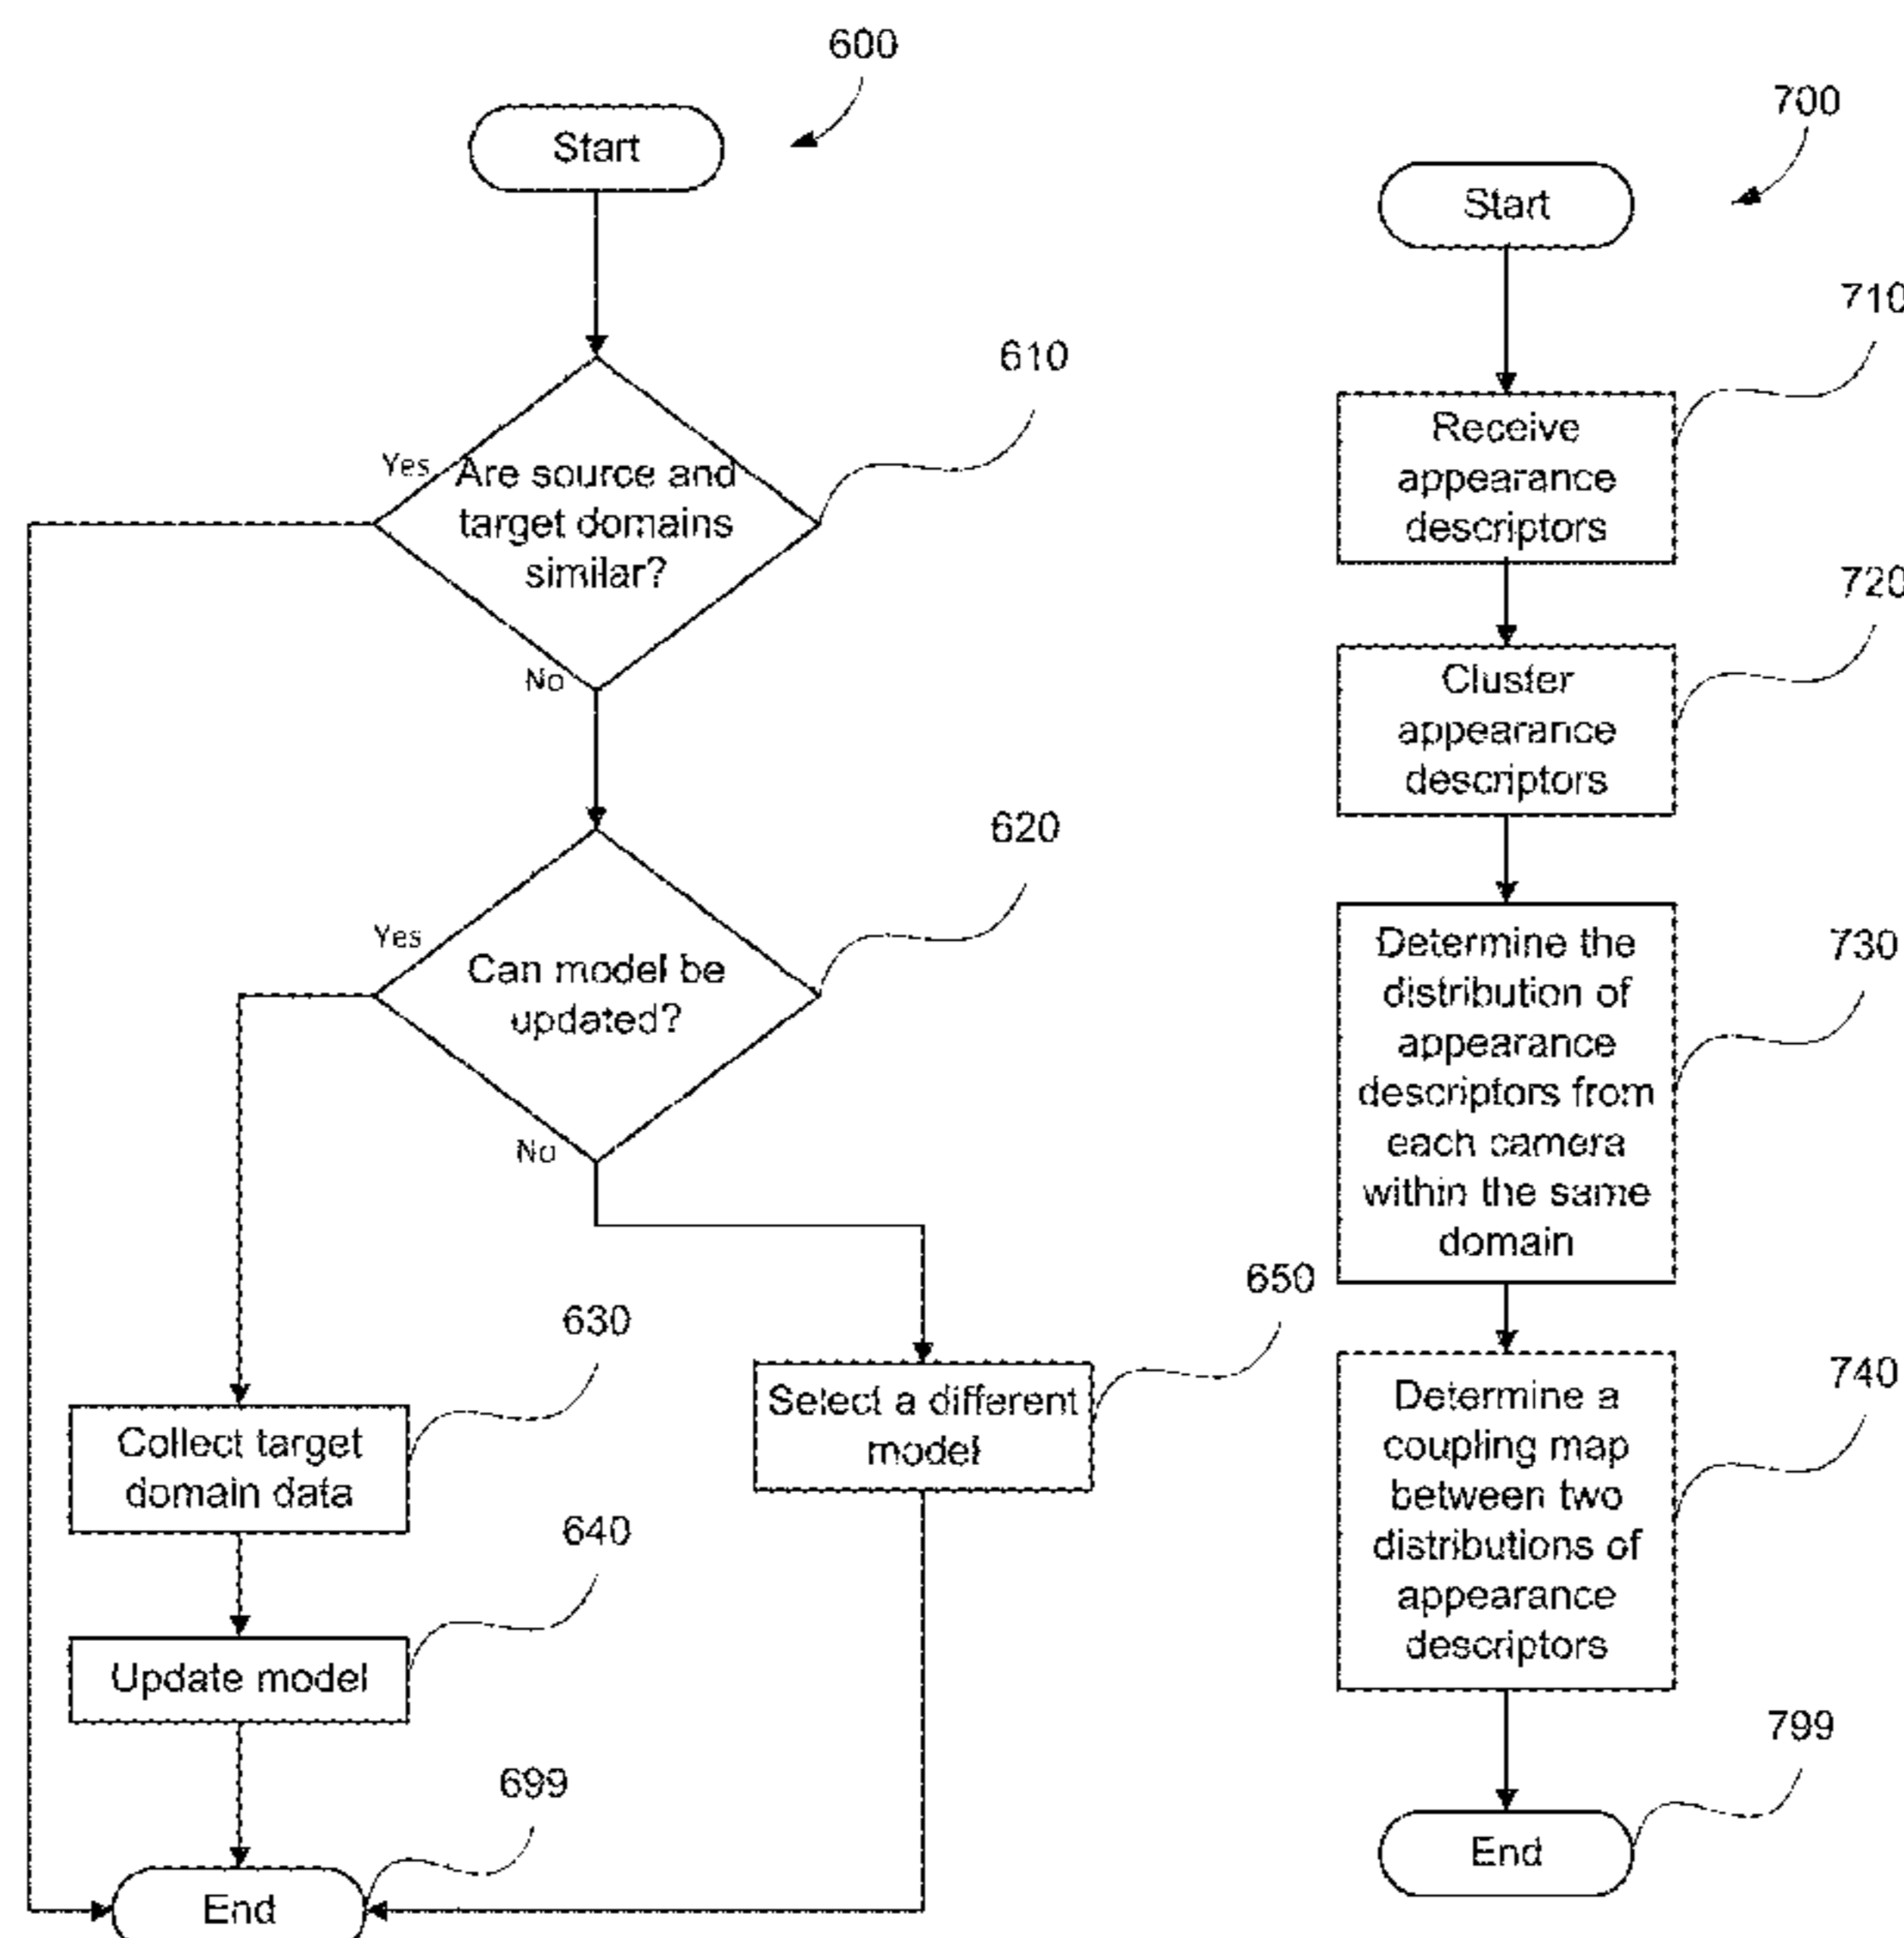 600
Start
610
Yes
Are source and
target domains
similar?
No
620
Yes
Can model be
updated?
No
630
Collect target
domain data
650
Select a different
model
640
Update model
699
End
700
Start
710
Receive
appearance
descriptors
720
Cluster
appearance
descriptors
730
Determine the
distribution of
appearance
descriptors from
each camera
within the same
domain
740
Determine a
coupling map
between two
distributions of
appearance
descriptors
799
End